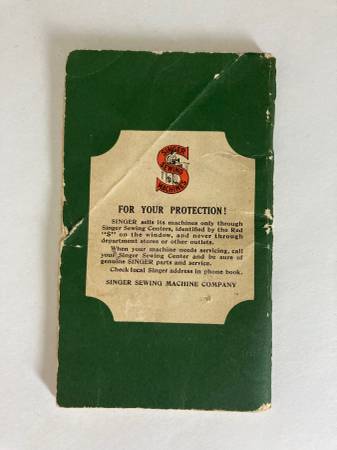 SINGER
SEWING
MACHINES
FOR YOUR PROTECTION!
SINGER sells its machines only through
Singer Sewing Centers, identified by the Red
"S" on the window, and never through
department stores or other outlets.
When your machine needs servicing, call
your Singer Sewing Center and be sure of
genuine SINGER parts and service.
Check local Singer address in phone book.
SINGER SEWING MACHINE COMPANY